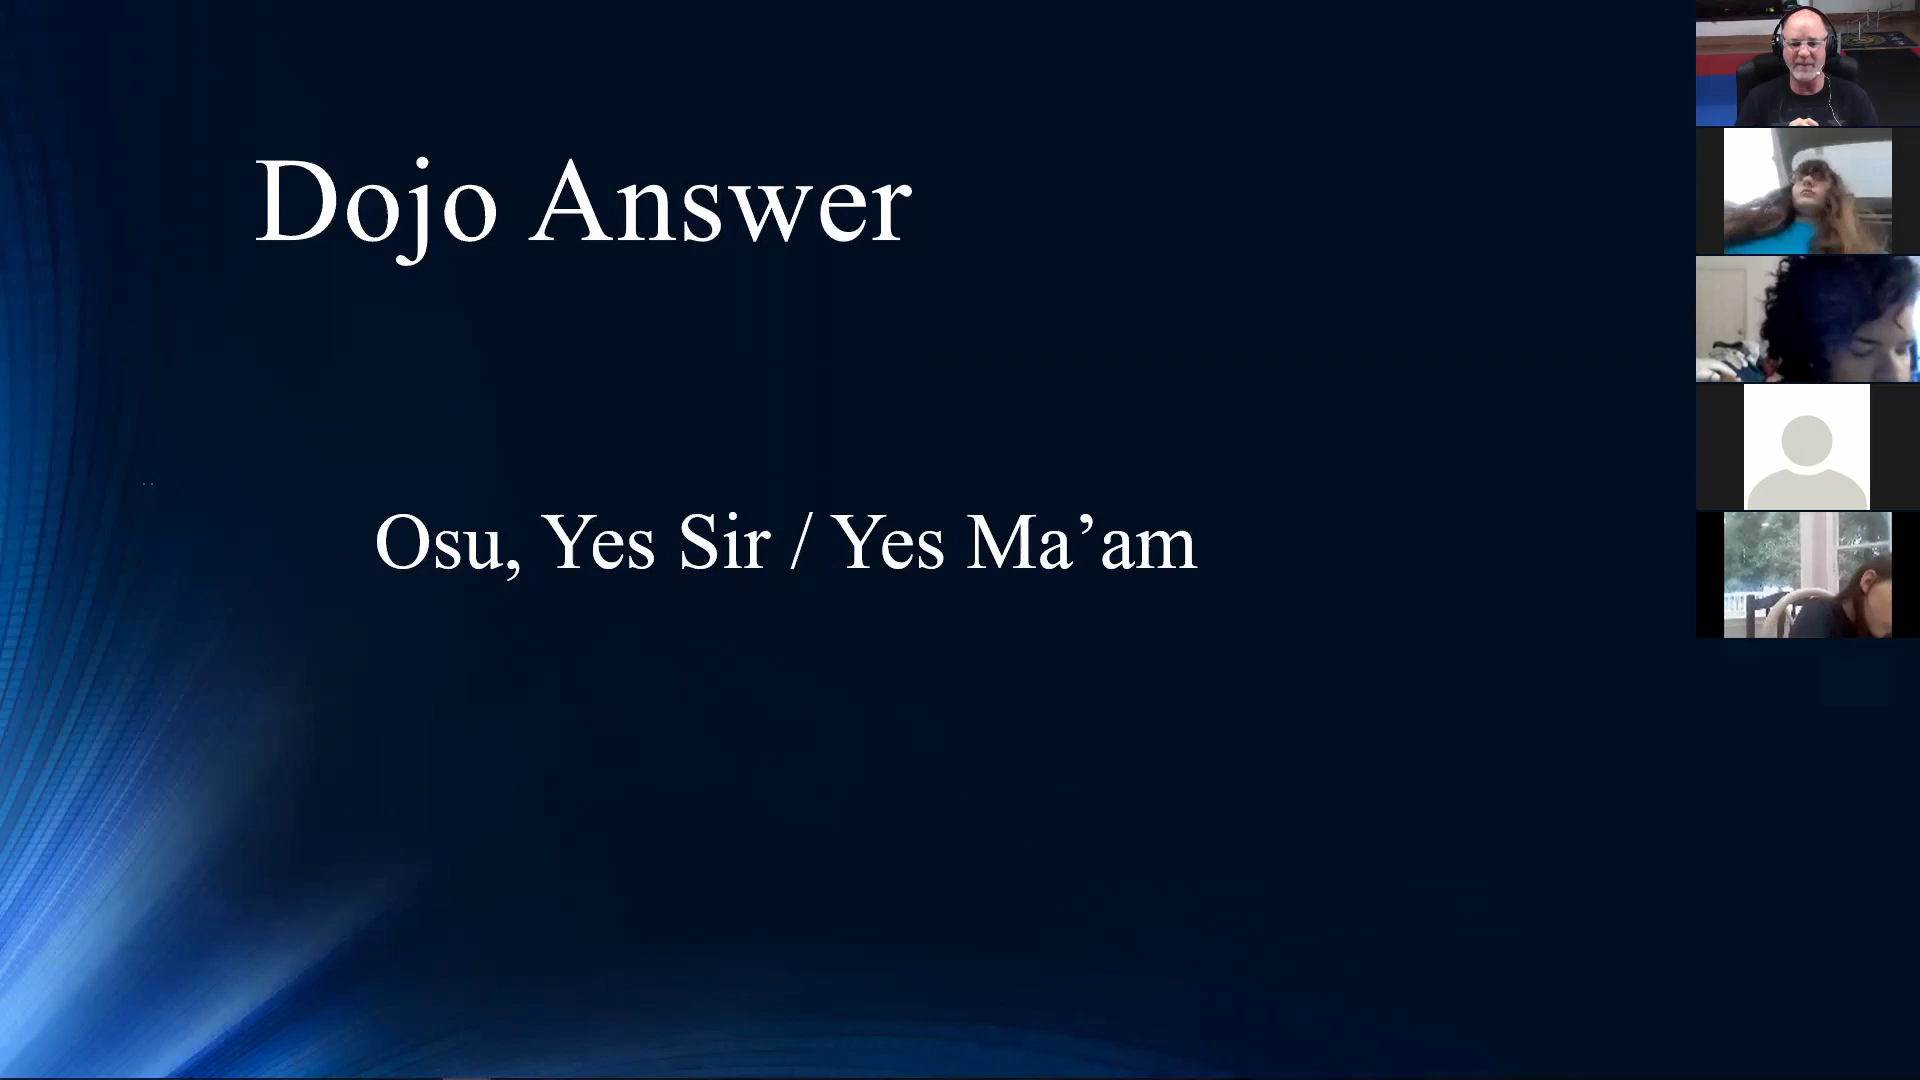 Dojo Answer
Osu, Yes Sir / Yes Ma’am